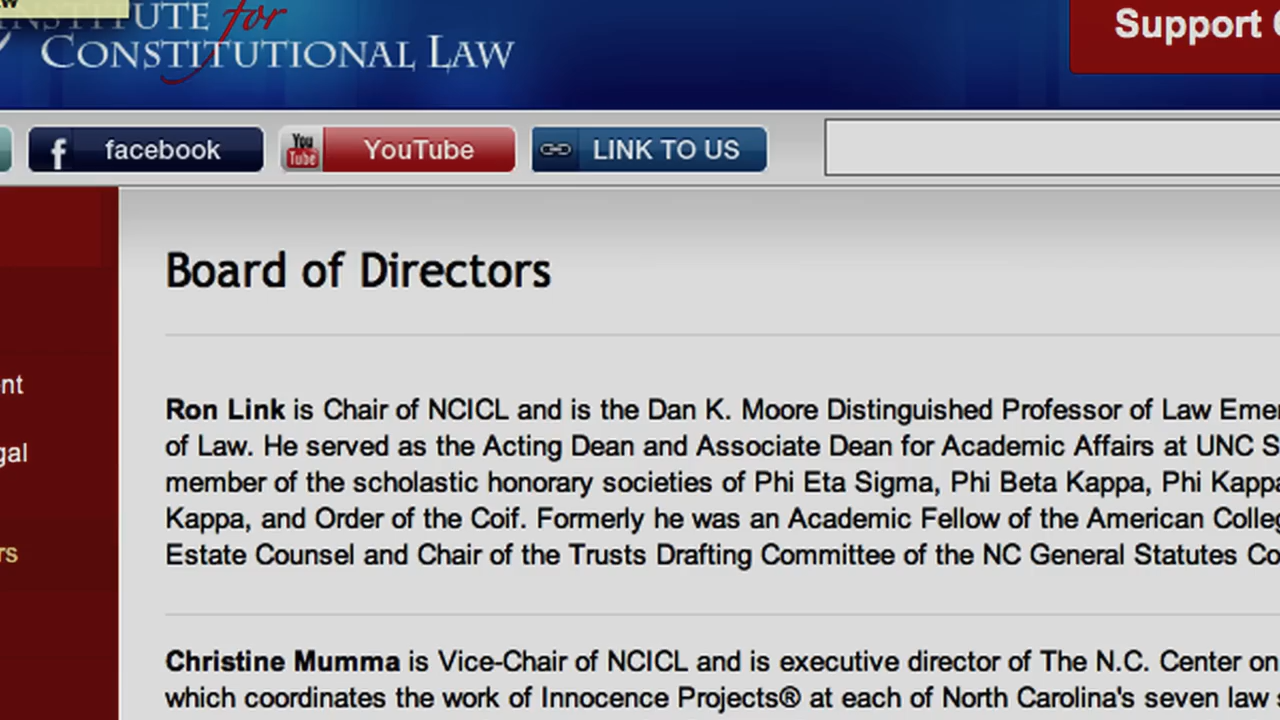 INSTITUTE for
CONSTITUTIONAL LAW
Support
facebook
You
Tube
YouTube
LINK TO US
Board of Directors
Ron Link is Chair of NCICL and is the Dan K. Moore Distinguished Professor of Law
of Law. He served as the Acting Dean and Associate Dean for Academic Affairs at UNC
member of the scholastic honorary societies of Phi Eta Sigma, Phi Beta Kappa, Phi Kappa
Kappa, and Order of the Coif. Formerly he was an Academic Fellow of the American
Estate Counsel and Chair of the Trusts Drafting Committee of the NC General Statutes
Christine Mumma is Vice-Chair of NCICL and is executive director of The N.C. Center on
which coordinates the work of Innocence Projects® at each of North Carolina's seven law